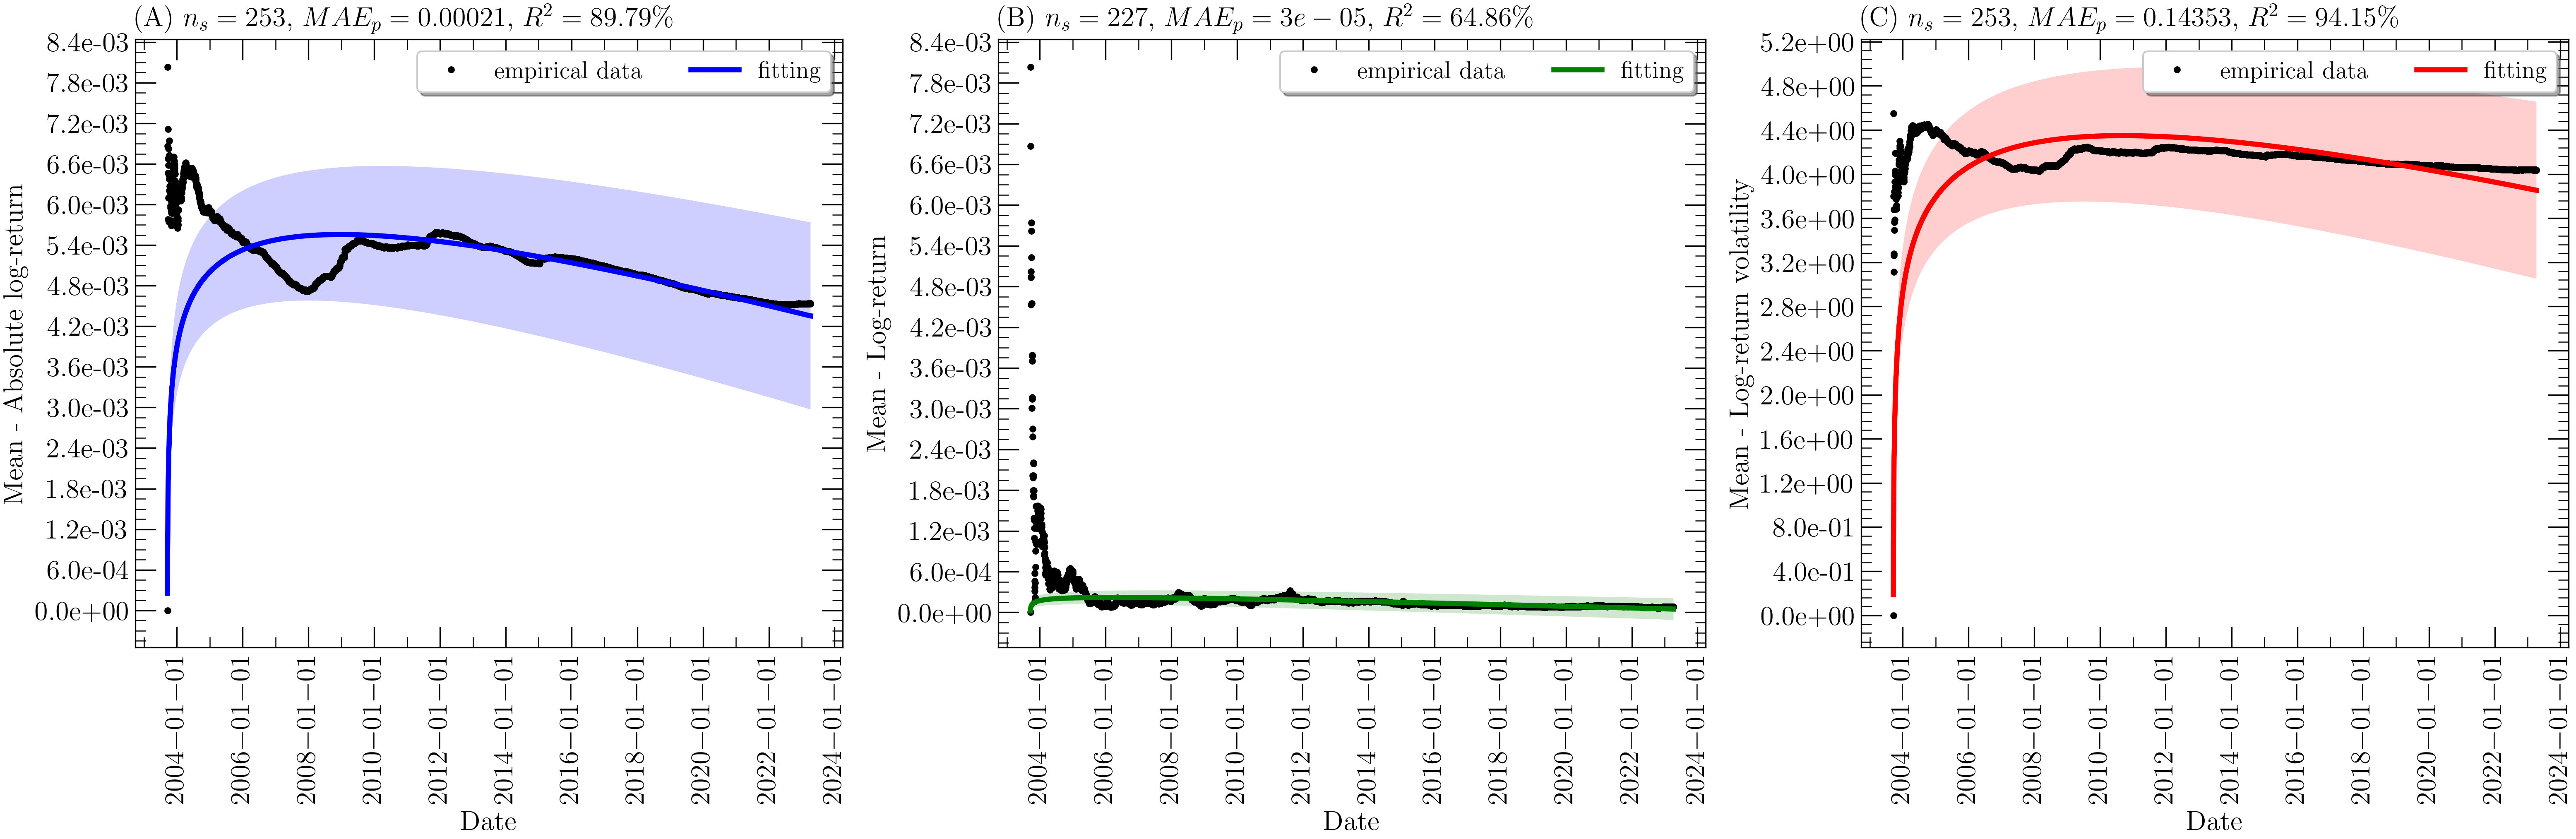 (A) n_s = 253, MAE_p = 0.00021, R^2 = 89.79%
empirical data
fitting
Mean - Absolute log-return
8.4e-03
7.8e-03
7.2e-03
6.6e-03
6.0e-03
5.4e-03
4.8e-03
4.2e-03
3.6e-03
3.0e-03
2.4e-03
1.8e-03
1.2e-03
6.0e-04
0.0e+00
2004-01-01
2006-01-01
2008-01-01
2010-01-01
2012-01-01
2014-01-01
2016-01-01
2018-01-01
2020-01-01
2022-01-01
2024-01-01
Date
(B) n_s = 227, MAE_p = 3e − 05, R^2 = 64.86%
empirical data
fitting
Mean - Log-return
8.4e-03
7.8e-03
7.2e-03
6.6e-03
6.0e-03
5.4e-03
4.8e-03
4.2e-03
3.6e-03
3.0e-03
2.4e-03
1.8e-03
1.2e-03
6.0e-04
0.0e+00
2004-01-01
2006-01-01
2008-01-01
2010-01-01
2012-01-01
2014-01-01
2016-01-01
2018-01-01
2020-01-01
2022-01-01
2024-01-01
Date
(C) n_s = 253, MAE_p = 0.14353, R^2 = 94.15%
empirical data
fitting
Mean - Log-return volatility
5.2e+00
4.8e+00
4.4e+00
4.0e+00
3.6e+00
3.2e+00
2.8e+00
2.4e+00
2.0e+00
1.6e+00
1.2e+00
8.0e-01
4.0e-01
0.0e+00
2004-01-01
2006-01-01
2008-01-01
2010-01-01
2012-01-01
2014-01-01
2016-01-01
2018-01-01
2020-01-01
2022-01-01
2024-01-01
Date